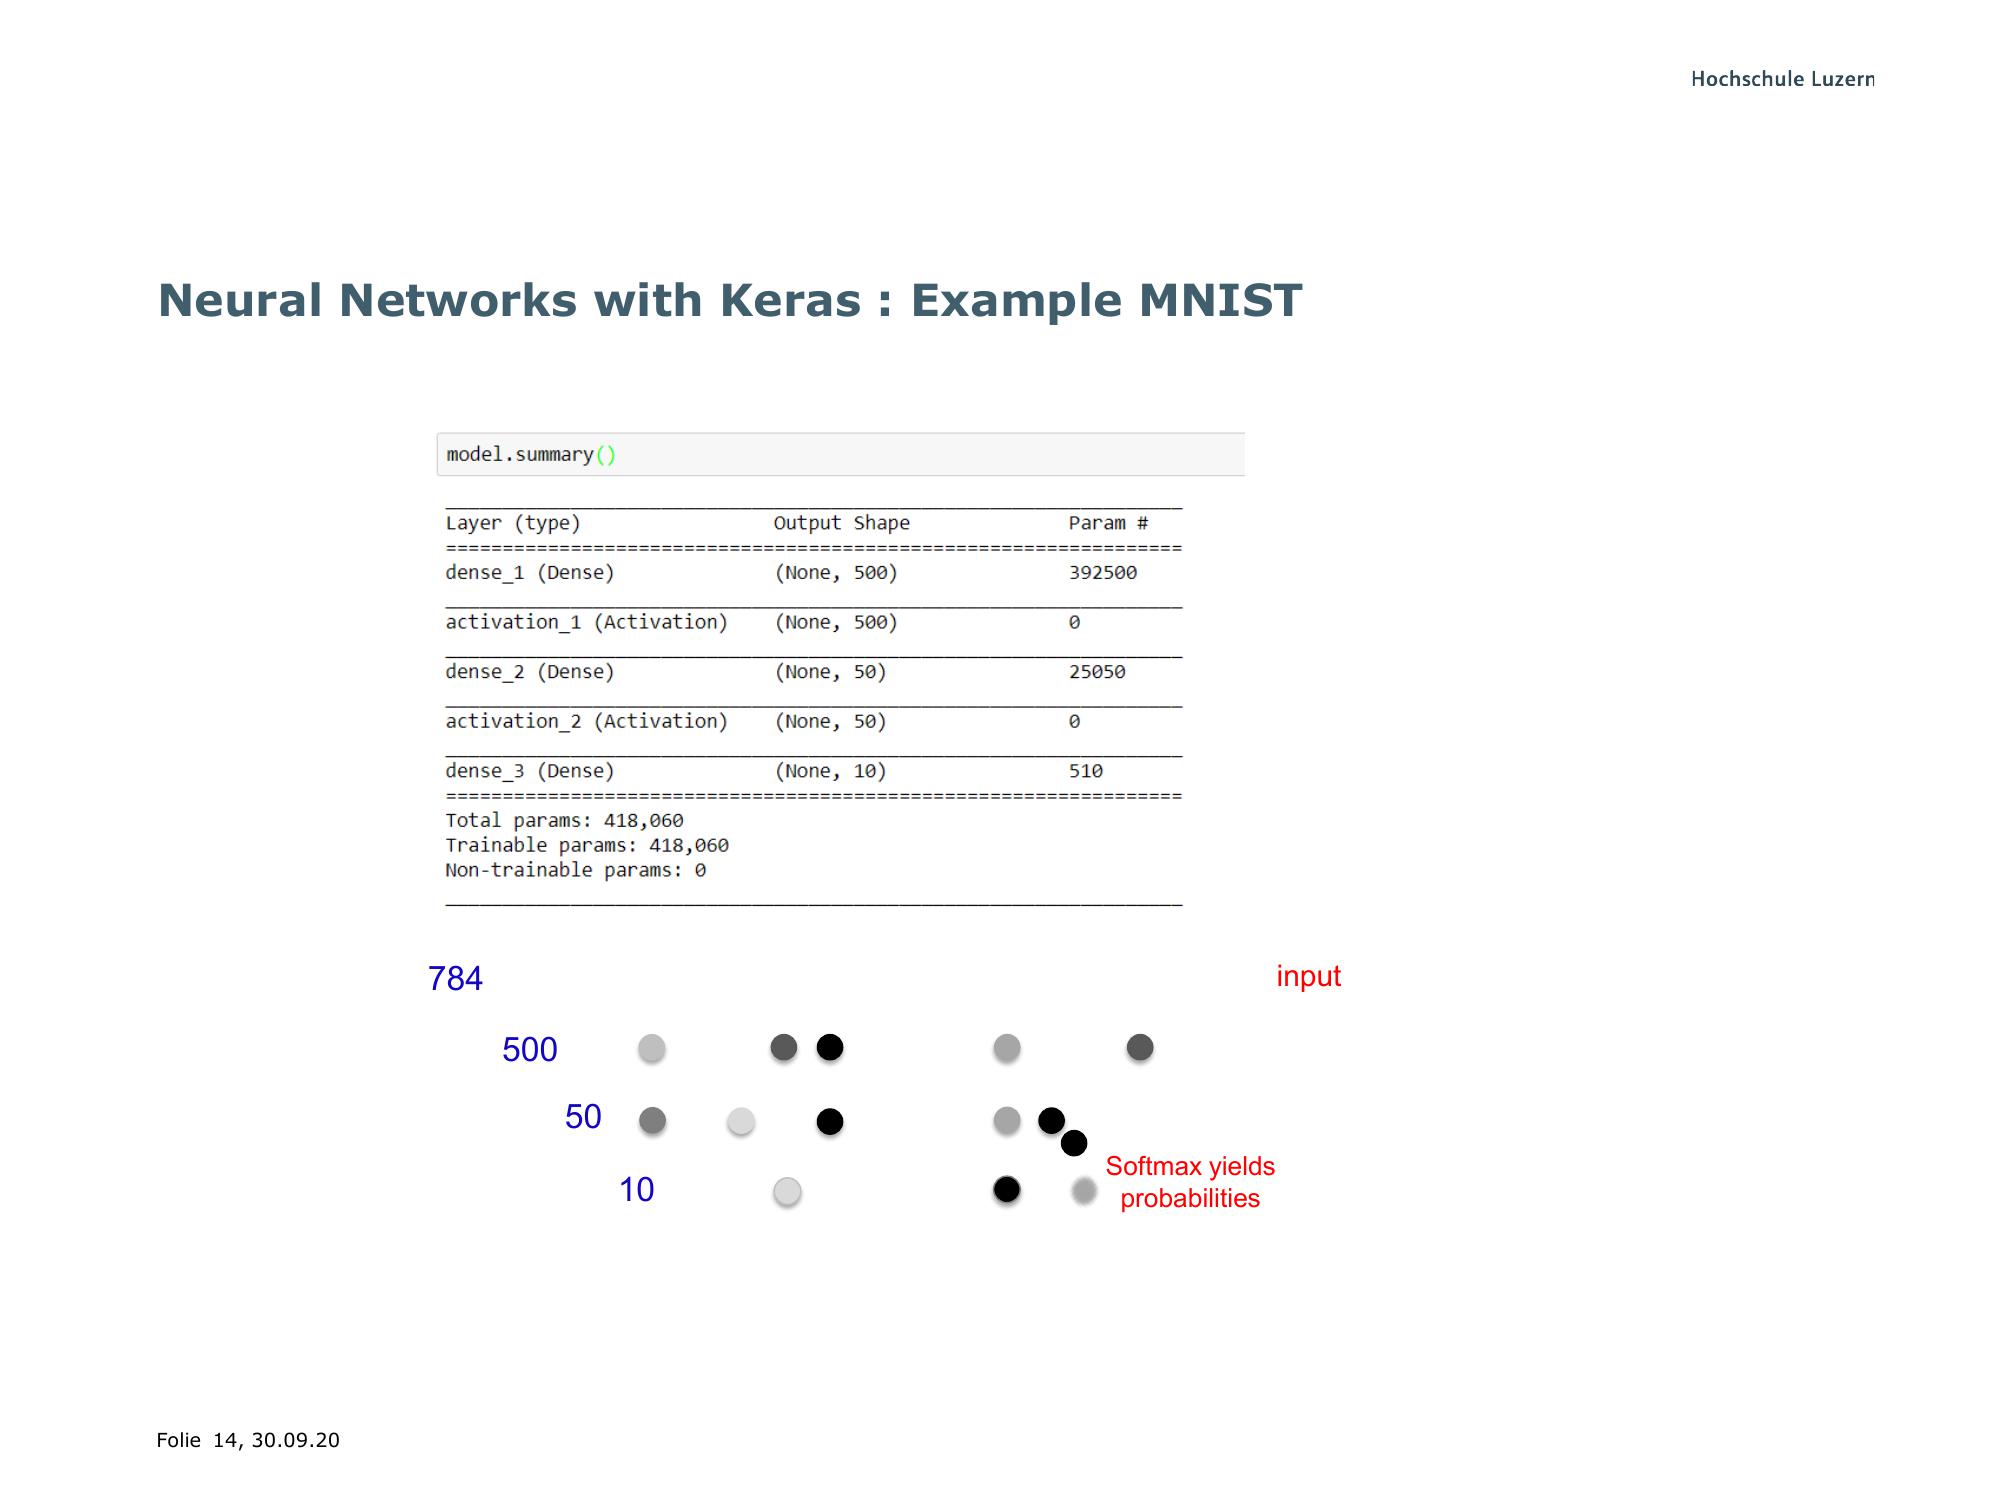 Hochschule Luzern
Neural Networks with Keras : Example MNIST
model.summary()
Layer (type) Output Shape Param #
=================================================================
dense_1 (Dense) (None, 500) 392500
activation_1 (Activation) (None, 500) 0
dense_2 (Dense) (None, 50) 25050
activation_2 (Activation) (None, 50) 0
dense_3 (Dense) (None, 10) 510
=================================================================
Total params: 418,060
Trainable params: 418,060
Non-trainable params: 0
784 input
500
50
10 Softmax yields
probabilities
Folie 14, 30.09.20